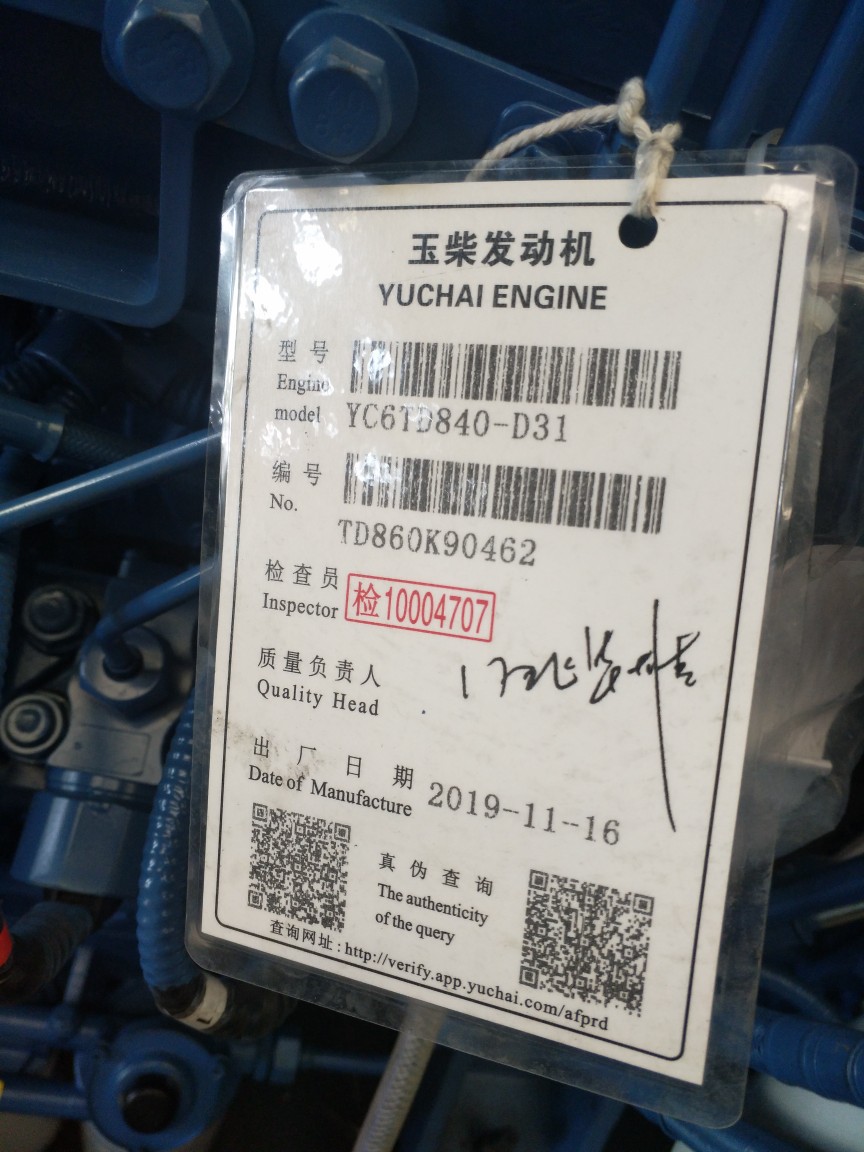 玉柴发动机
YUCHAI ENGINE
型号
Engine
model
YC6TD840-D31
编号
No.
TD860K90462
检查员
Inspector
检10004707
质量负责人
Quality Head
出厂日期
Date of Manufacture
2019-11-16
真伪查询
The authenticity
of the query
查询网址:http://verify.app.yuchai.com/afprd